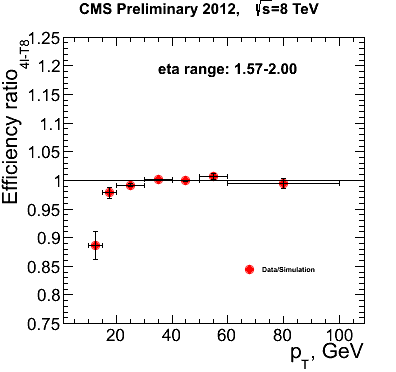 CMS Preliminary 2012, √s=8 TeV
Efficiency ratio 4l-T8
eta range: 1.57-2.00
1.25
1.2
1.15
1.1
1.05
1
0.95
0.9
0.85
0.8
0.75
Data/Simulation
20 40 60 80 100
pT, GeV